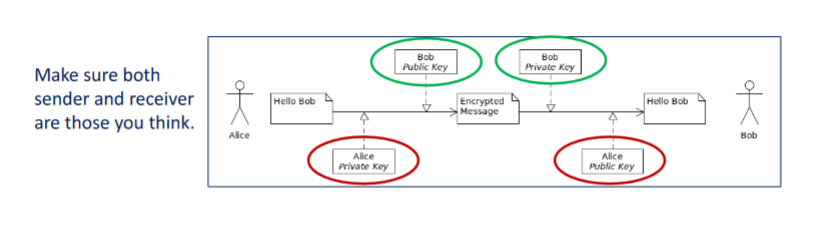 Make sure both
sender and receiver
are those you think.
Bob
Public Key
Bob
Private Key
Hello Bob
Encrypted
Message
Hello Bob
Alice
Bob
Alice
Private Key
Alice
Public Key